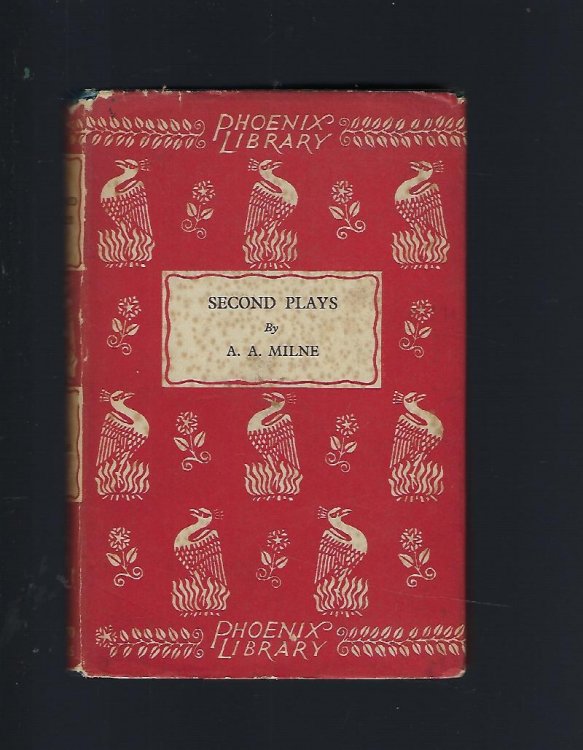 PHOENIX
LIBRARY
SECOND PLAYS
By
A. A. MILNE
PHOENIX
LIBRARY